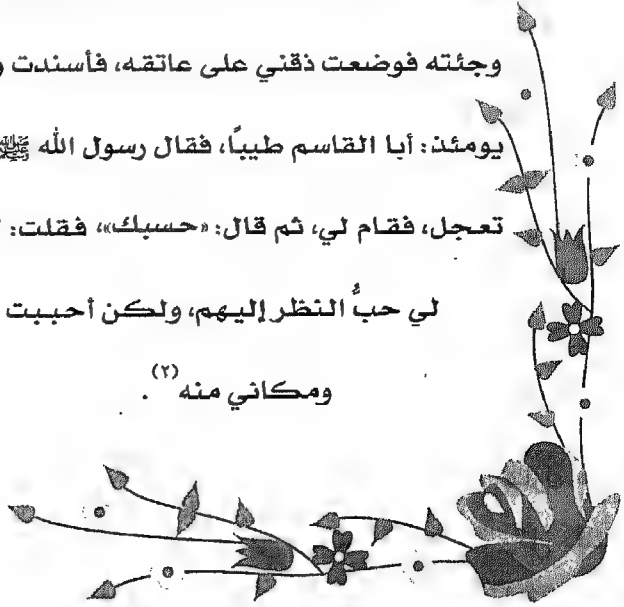 وجئته فوضعت ذقني على عاتقه، فأسندت و
يومئذ: أبا القاسم طيبًا، فقال رسول الله ﷺ
تعجل، فقام لي، ثم قال: «حسبك»، فقلت:
لي حبُّ النظر إليهم، ولكن أحببت
ومكاني منه(٢).